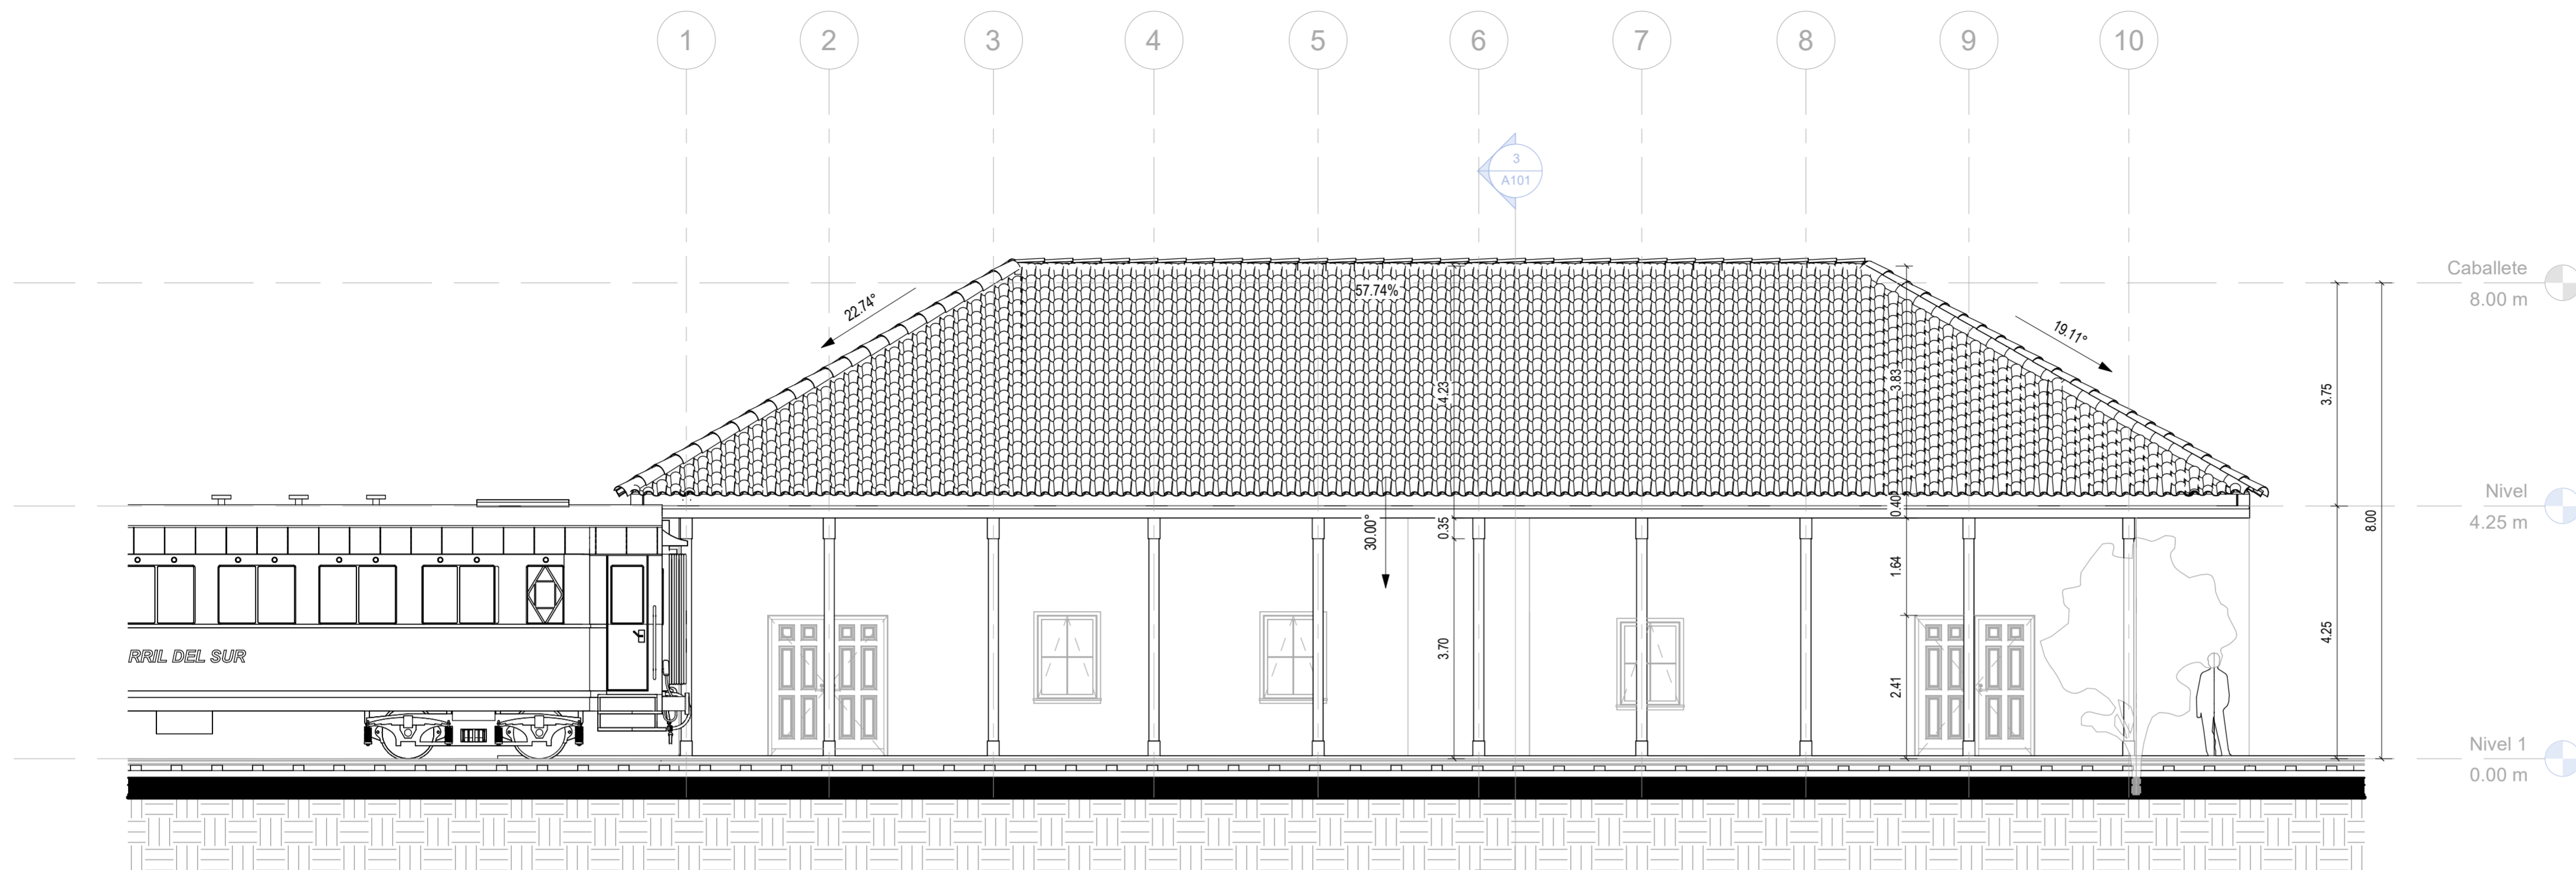 1 2 3 4 5 6 7 8 9 10
3
A101
Caballete
8.00 m
57.74%
22.74°
19.11°
4.23
3.83
3.75
Nivel
4.25 m
0.40
0.35
30.00°
8.00
1.64
4.25
3.70
2.41
RRIL DEL SUR
Nivel 1
0.00 m